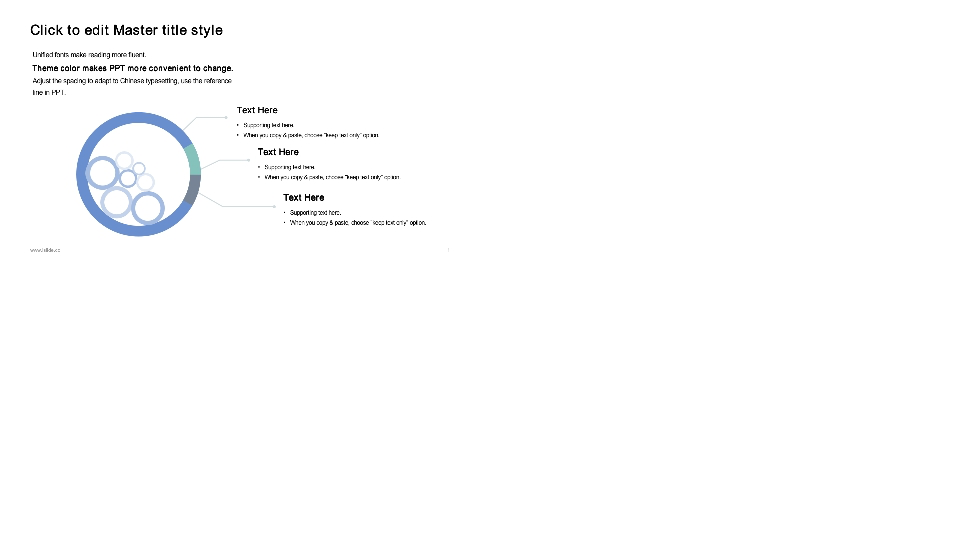 Click to edit Master title style
Unified fonts make reading more fluent.
Theme color makes PPT more convenient to change.
Adjust the spacing to adapt to Chinese typesetting, use the reference
line in PPT.
Text Here
• Supporting text here.
• When you copy & paste, choose "keep text only" option.
Text Here
• Supporting text here.
• When you copy & paste, choose "keep text only" option.
Text Here
• Supporting text here.
• When you copy & paste, choose "keep text only" option.
www.islide.cc